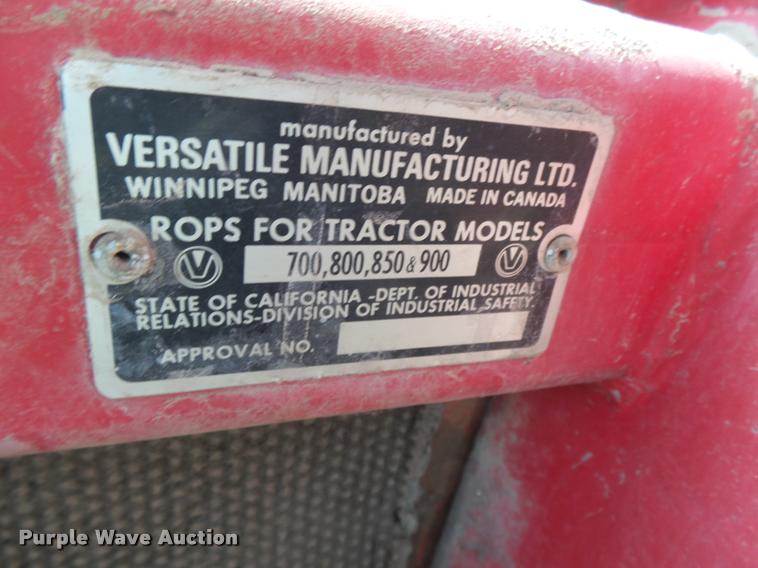 manufactured by
VERSATILE MANUFACTURING LTD.
WINNIPEG MANITOBA MADE IN CANADA
ROPS FOR TRACTOR MODELS
700,800,850 & 900
STATE OF CALIFORNIA -DEPT. OF INDUSTRIAL
RELATIONS-DIVISION OF INDUSTRIAL SAFETY.
APPROVAL NO.
Purple Wave Auction